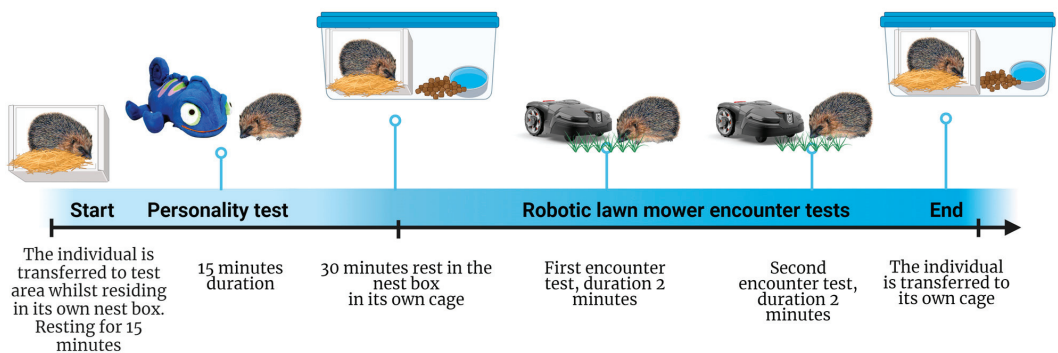 Start
Personality test
Robotic lawn mower encounter tests
End
The individual is
transferred to test
area whilst residing
in its own nest box.
Resting for 15
minutes
15 minutes
duration
30 minutes rest in the
nest box
in its own cage
First encounter
test, duration 2
minutes
Second
encounter test,
duration 2
minutes
The individual
is transferred to
its own cage